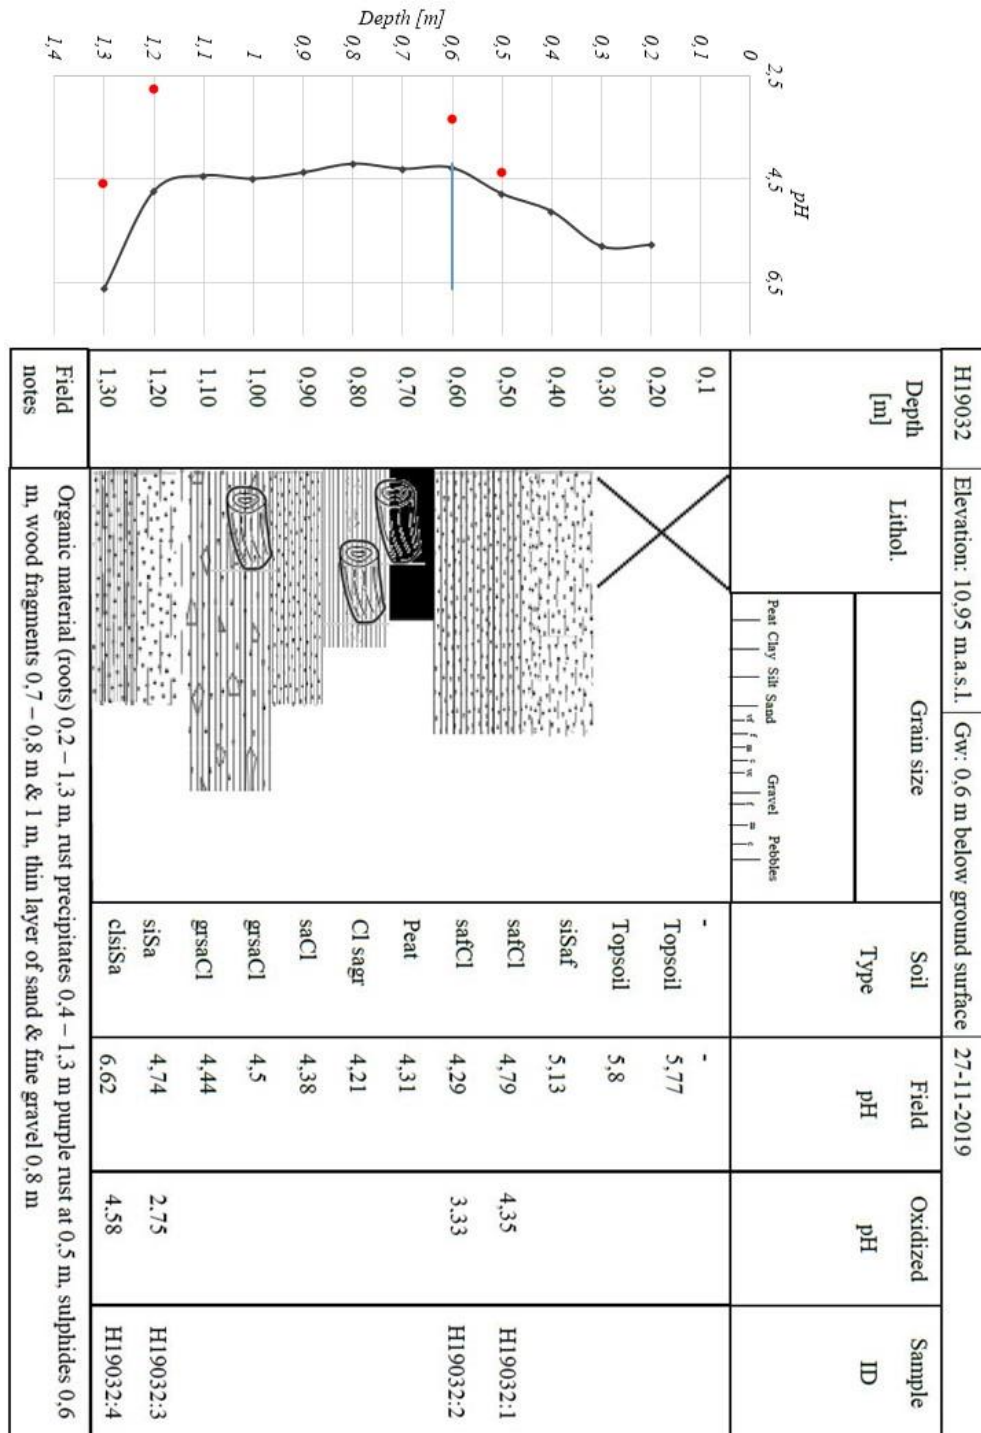 H19032 Elevation: 10,95 m.a.s.l. Gw: 0,6 m below ground surface 27-11-2019
Depth [m] Lithol. Grain size Soil Type Field pH Oxidized pH Sample ID
Peat Clay Silt Sand Gravel Pebbles
vf f m c vc f m c
0,1 - -
0,20 Topsoil 5,77
0,30 Topsoil 5,8
0,40 siSaf 5,13
0,50 safCl 4,79 4,35 H19032:1
0,60 safCl 4,29 3.33 H19032:2
0,70 Peat 4,31
0,80 Cl sagr 4,21
0,90 saCl 4,38
1,00 grsaCl 4,5
1,10 grsaCl 4,44
1,20 siSa 4,74 2.75 H19032:3
1,30 clsiSa 6.62 4.58 H19032:4
Field notes
Organic material (roots) 0,2 – 1,3 m, rust precipitates 0,4 – 1,3 m purple rust at 0,5 m, sulphides 0,6
m, wood fragments 0,7 – 0,8 m & 1 m, thin layer of sand & fine gravel 0,8 m
pH
2,5 4,5 6,5
Depth [m]
0
0,1
0,2
0,3
0,4
0,5
0,6
0,7
0,8
0,9
1
1,1
1,2
1,3
1,4